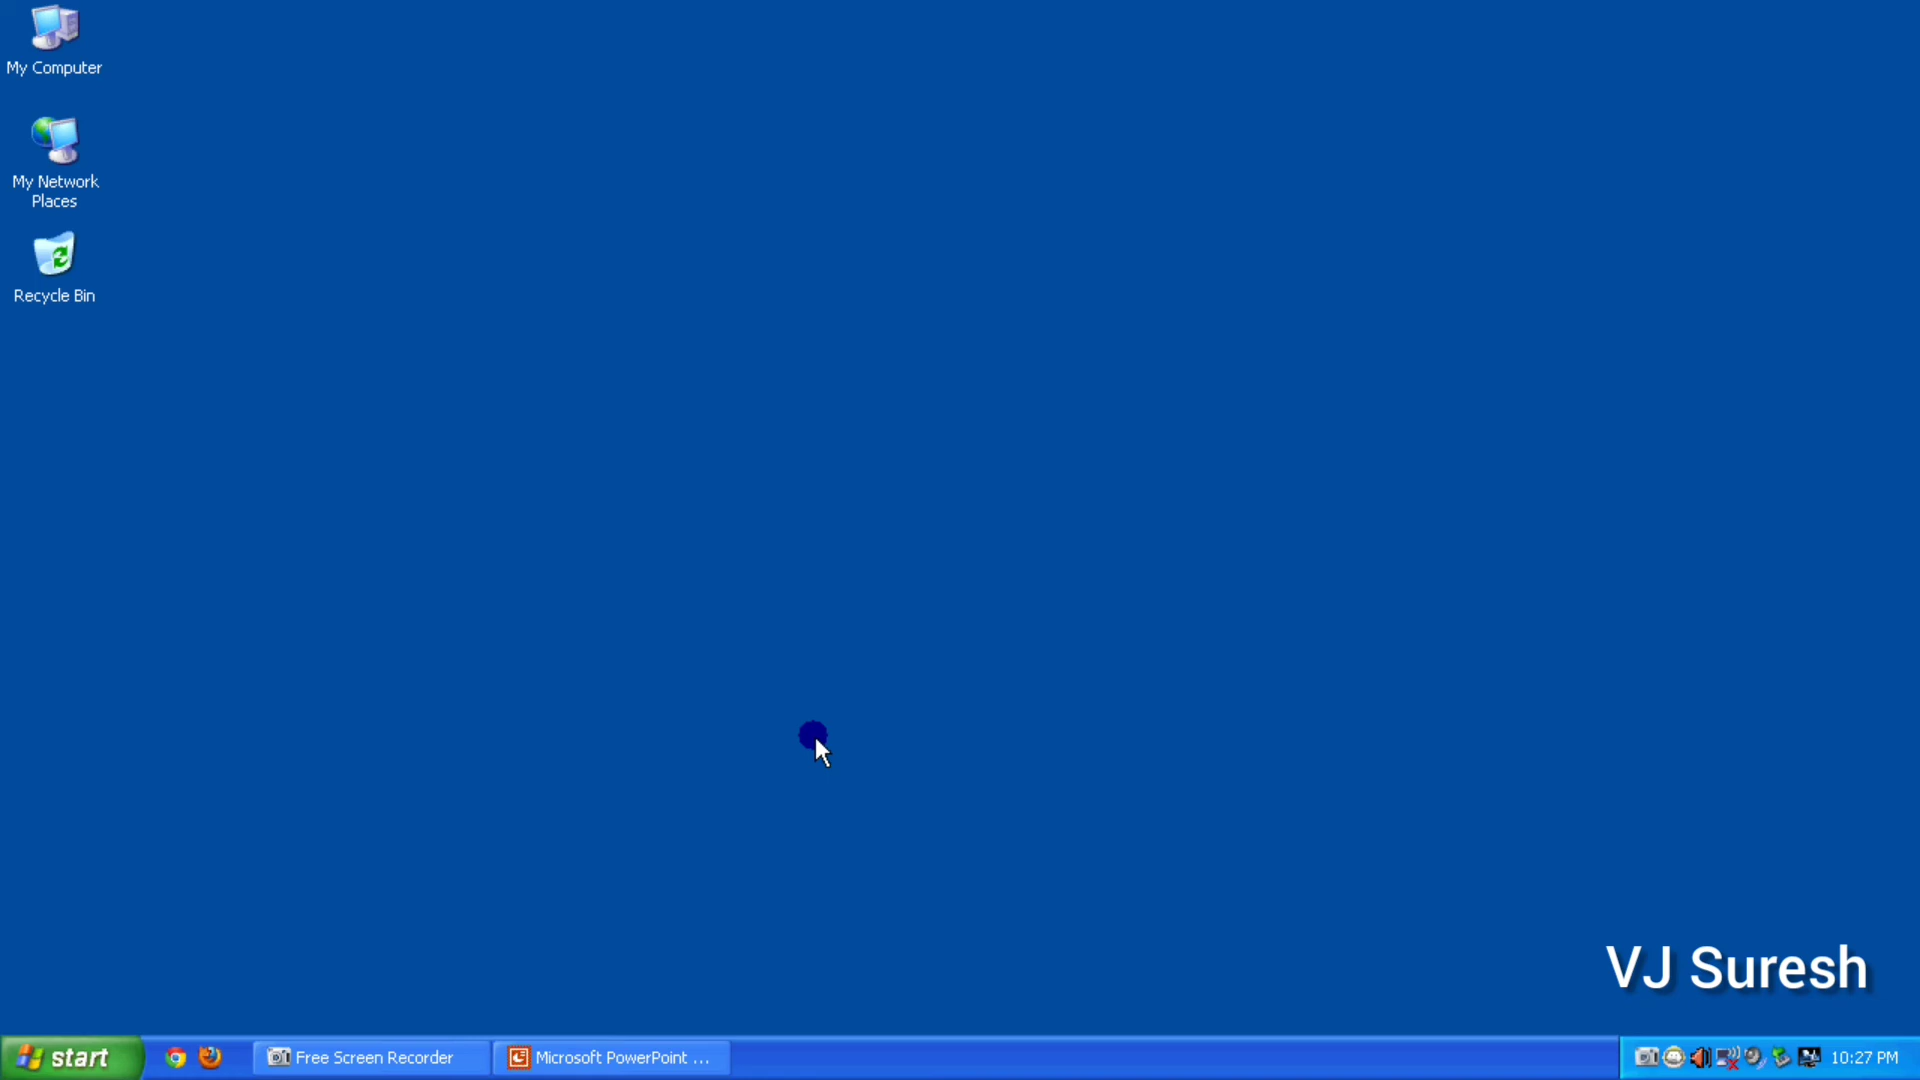 My Computer
My Network
Places
Recycle Bin
VJ Suresh
start
Free Screen Recorder
Microsoft PowerPoint ...
10:27 PM